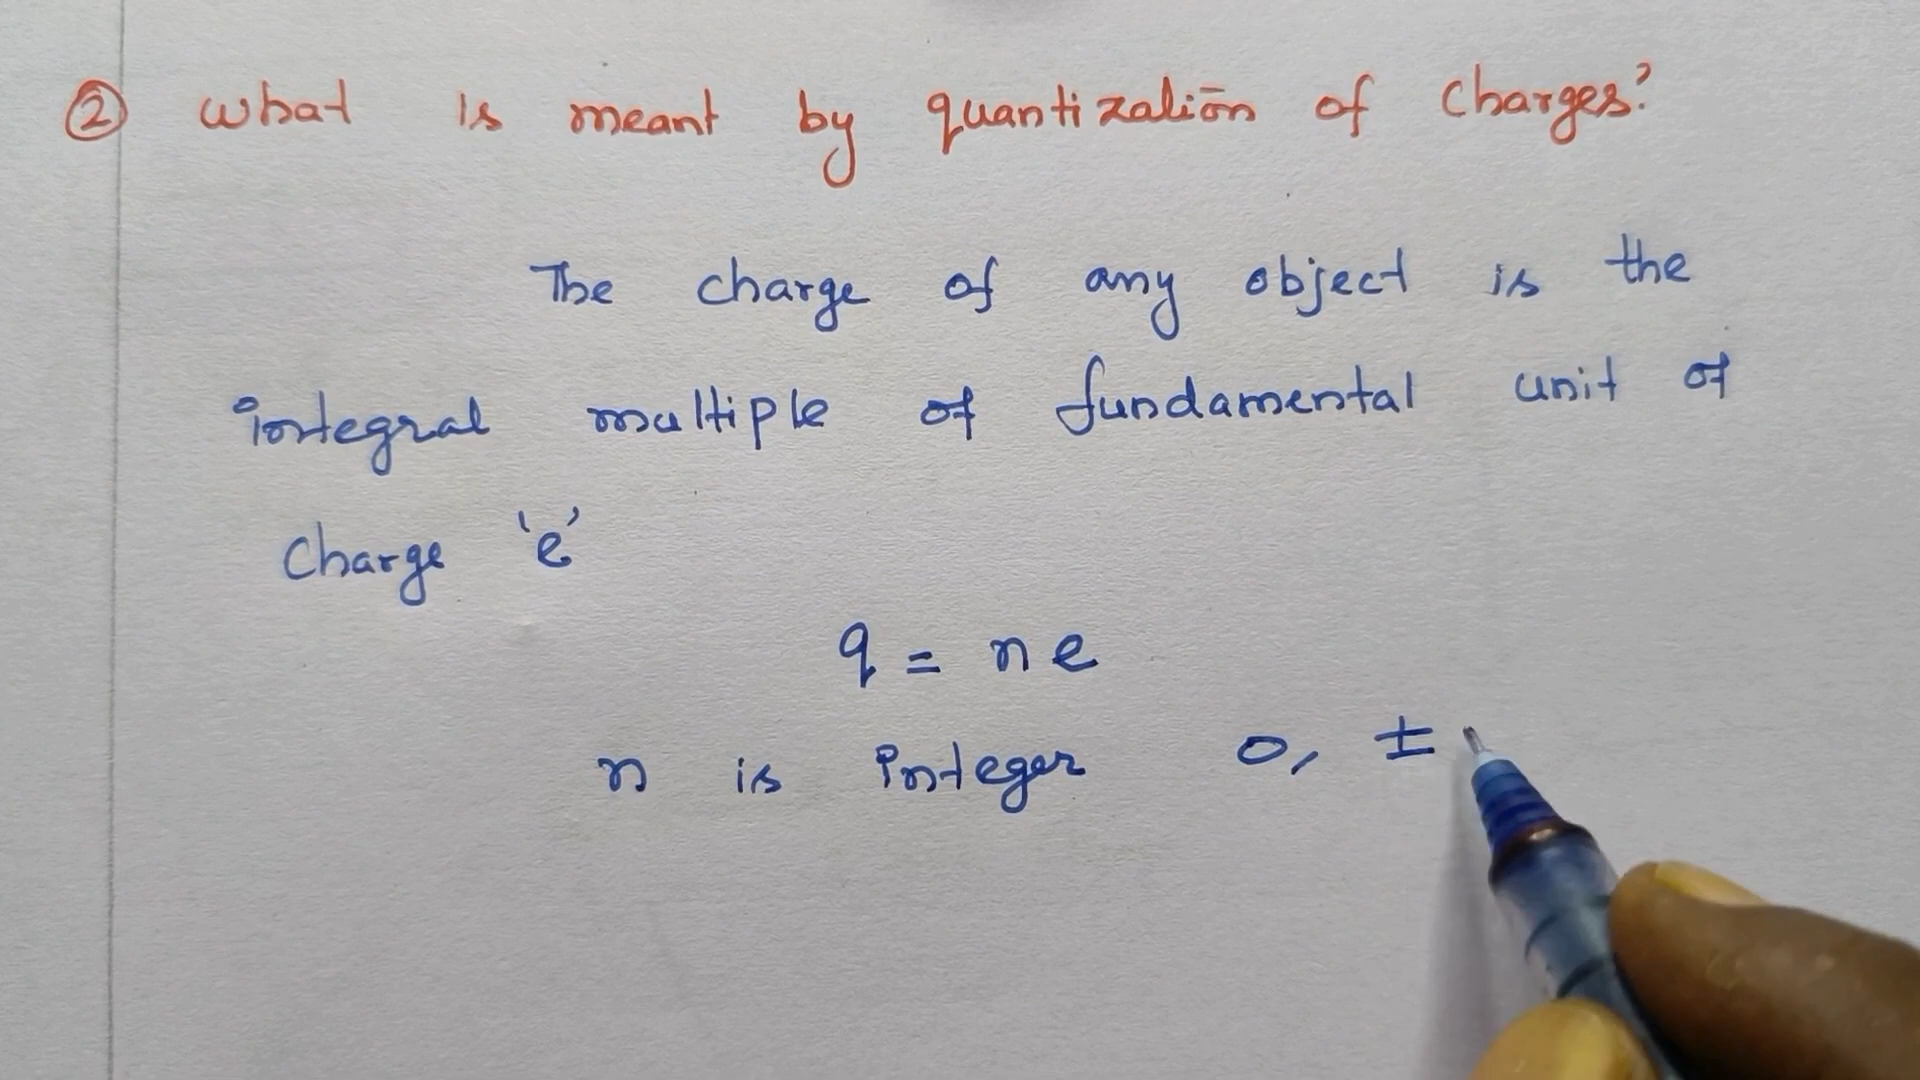 ② What is meant by quantization of charges?
The charge of any object is the
integral multiple of fundamental unit of
charge 'e'
q = ne
n is integer 0, ±